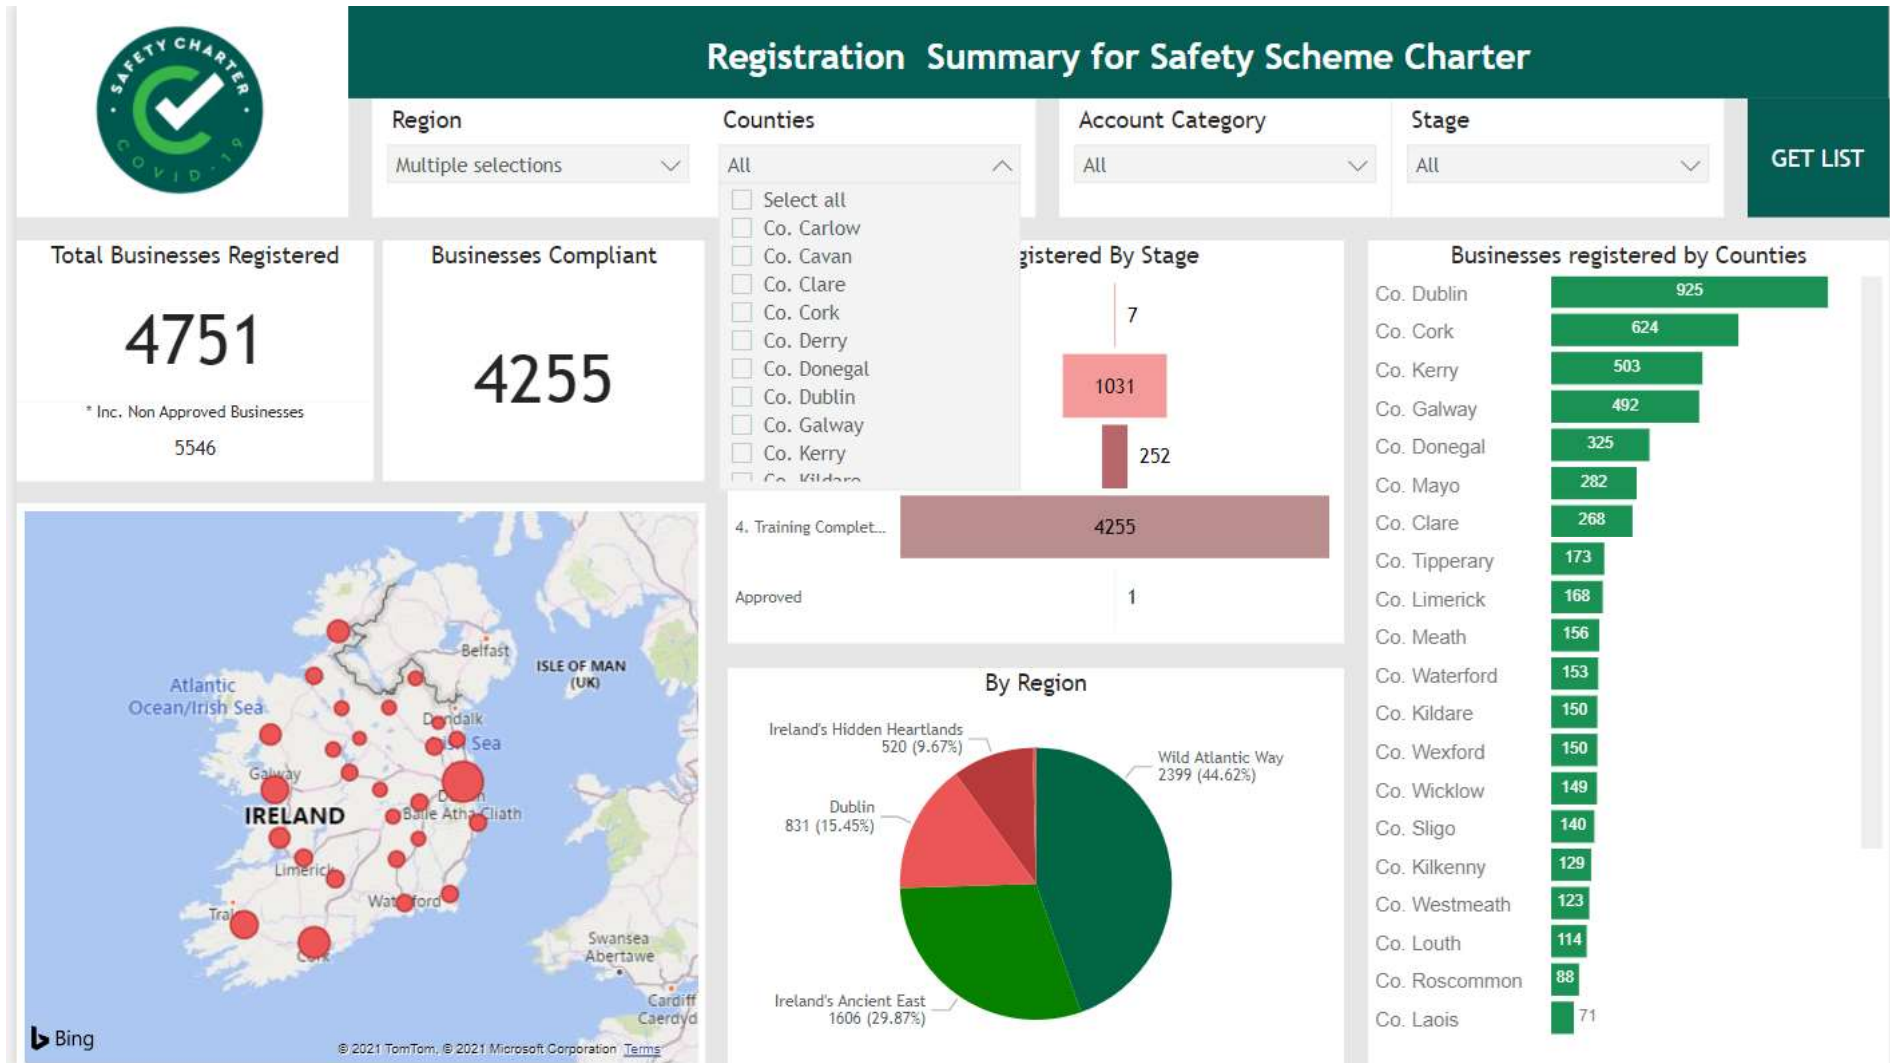 SAFETY CHARTER
COVID-19
Registration Summary for Safety Scheme Charter
Region
Multiple selections
Counties
All
Account Category
All
Stage
All
GET LIST
Select all
Co. Carlow
Co. Cavan
Co. Clare
Co. Cork
Co. Derry
Co. Donegal
Co. Dublin
Co. Galway
Co. Kerry
Co. Kildare
Total Businesses Registered
4751
* Inc. Non Approved Businesses
5546
Businesses Compliant
4255
gistered By Stage
7
1031
252
4. Training Complet... 4255
Approved 1
Businesses registered by Counties
Co. Dublin 925
Co. Cork 624
Co. Kerry 503
Co. Galway 492
Co. Donegal 325
Co. Mayo 282
Co. Clare 268
Co. Tipperary 173
Co. Limerick 168
Co. Meath 156
Co. Waterford 153
Co. Kildare 150
Co. Wexford 150
Co. Wicklow 149
Co. Sligo 140
Co. Kilkenny 129
Co. Westmeath 123
Co. Louth 114
Co. Roscommon 88
Co. Laois 71
Belfast
ISLE OF MAN
(UK)
Atlantic
Ocean/Irish Sea
Dundalk
Sea
Galway
IRELAND
Baile Atha Cliath
Limerick
Waterford
Cork
Swansea
Abertawe
Cardiff
Caerdyd
Bing
© 2021 TomTom, © 2021 Microsoft Corporation Terms
By Region
Ireland's Hidden Heartlands
520 (9.67%)
Wild Atlantic Way
2399 (44.62%)
Dublin
831 (15.45%)
Ireland's Ancient East
1606 (29.87%)